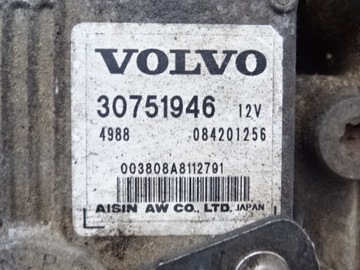 VOLVO
30751946 12V
4988 084201256
003808A8112791
AISIN AW CO., LTD. JAPAN